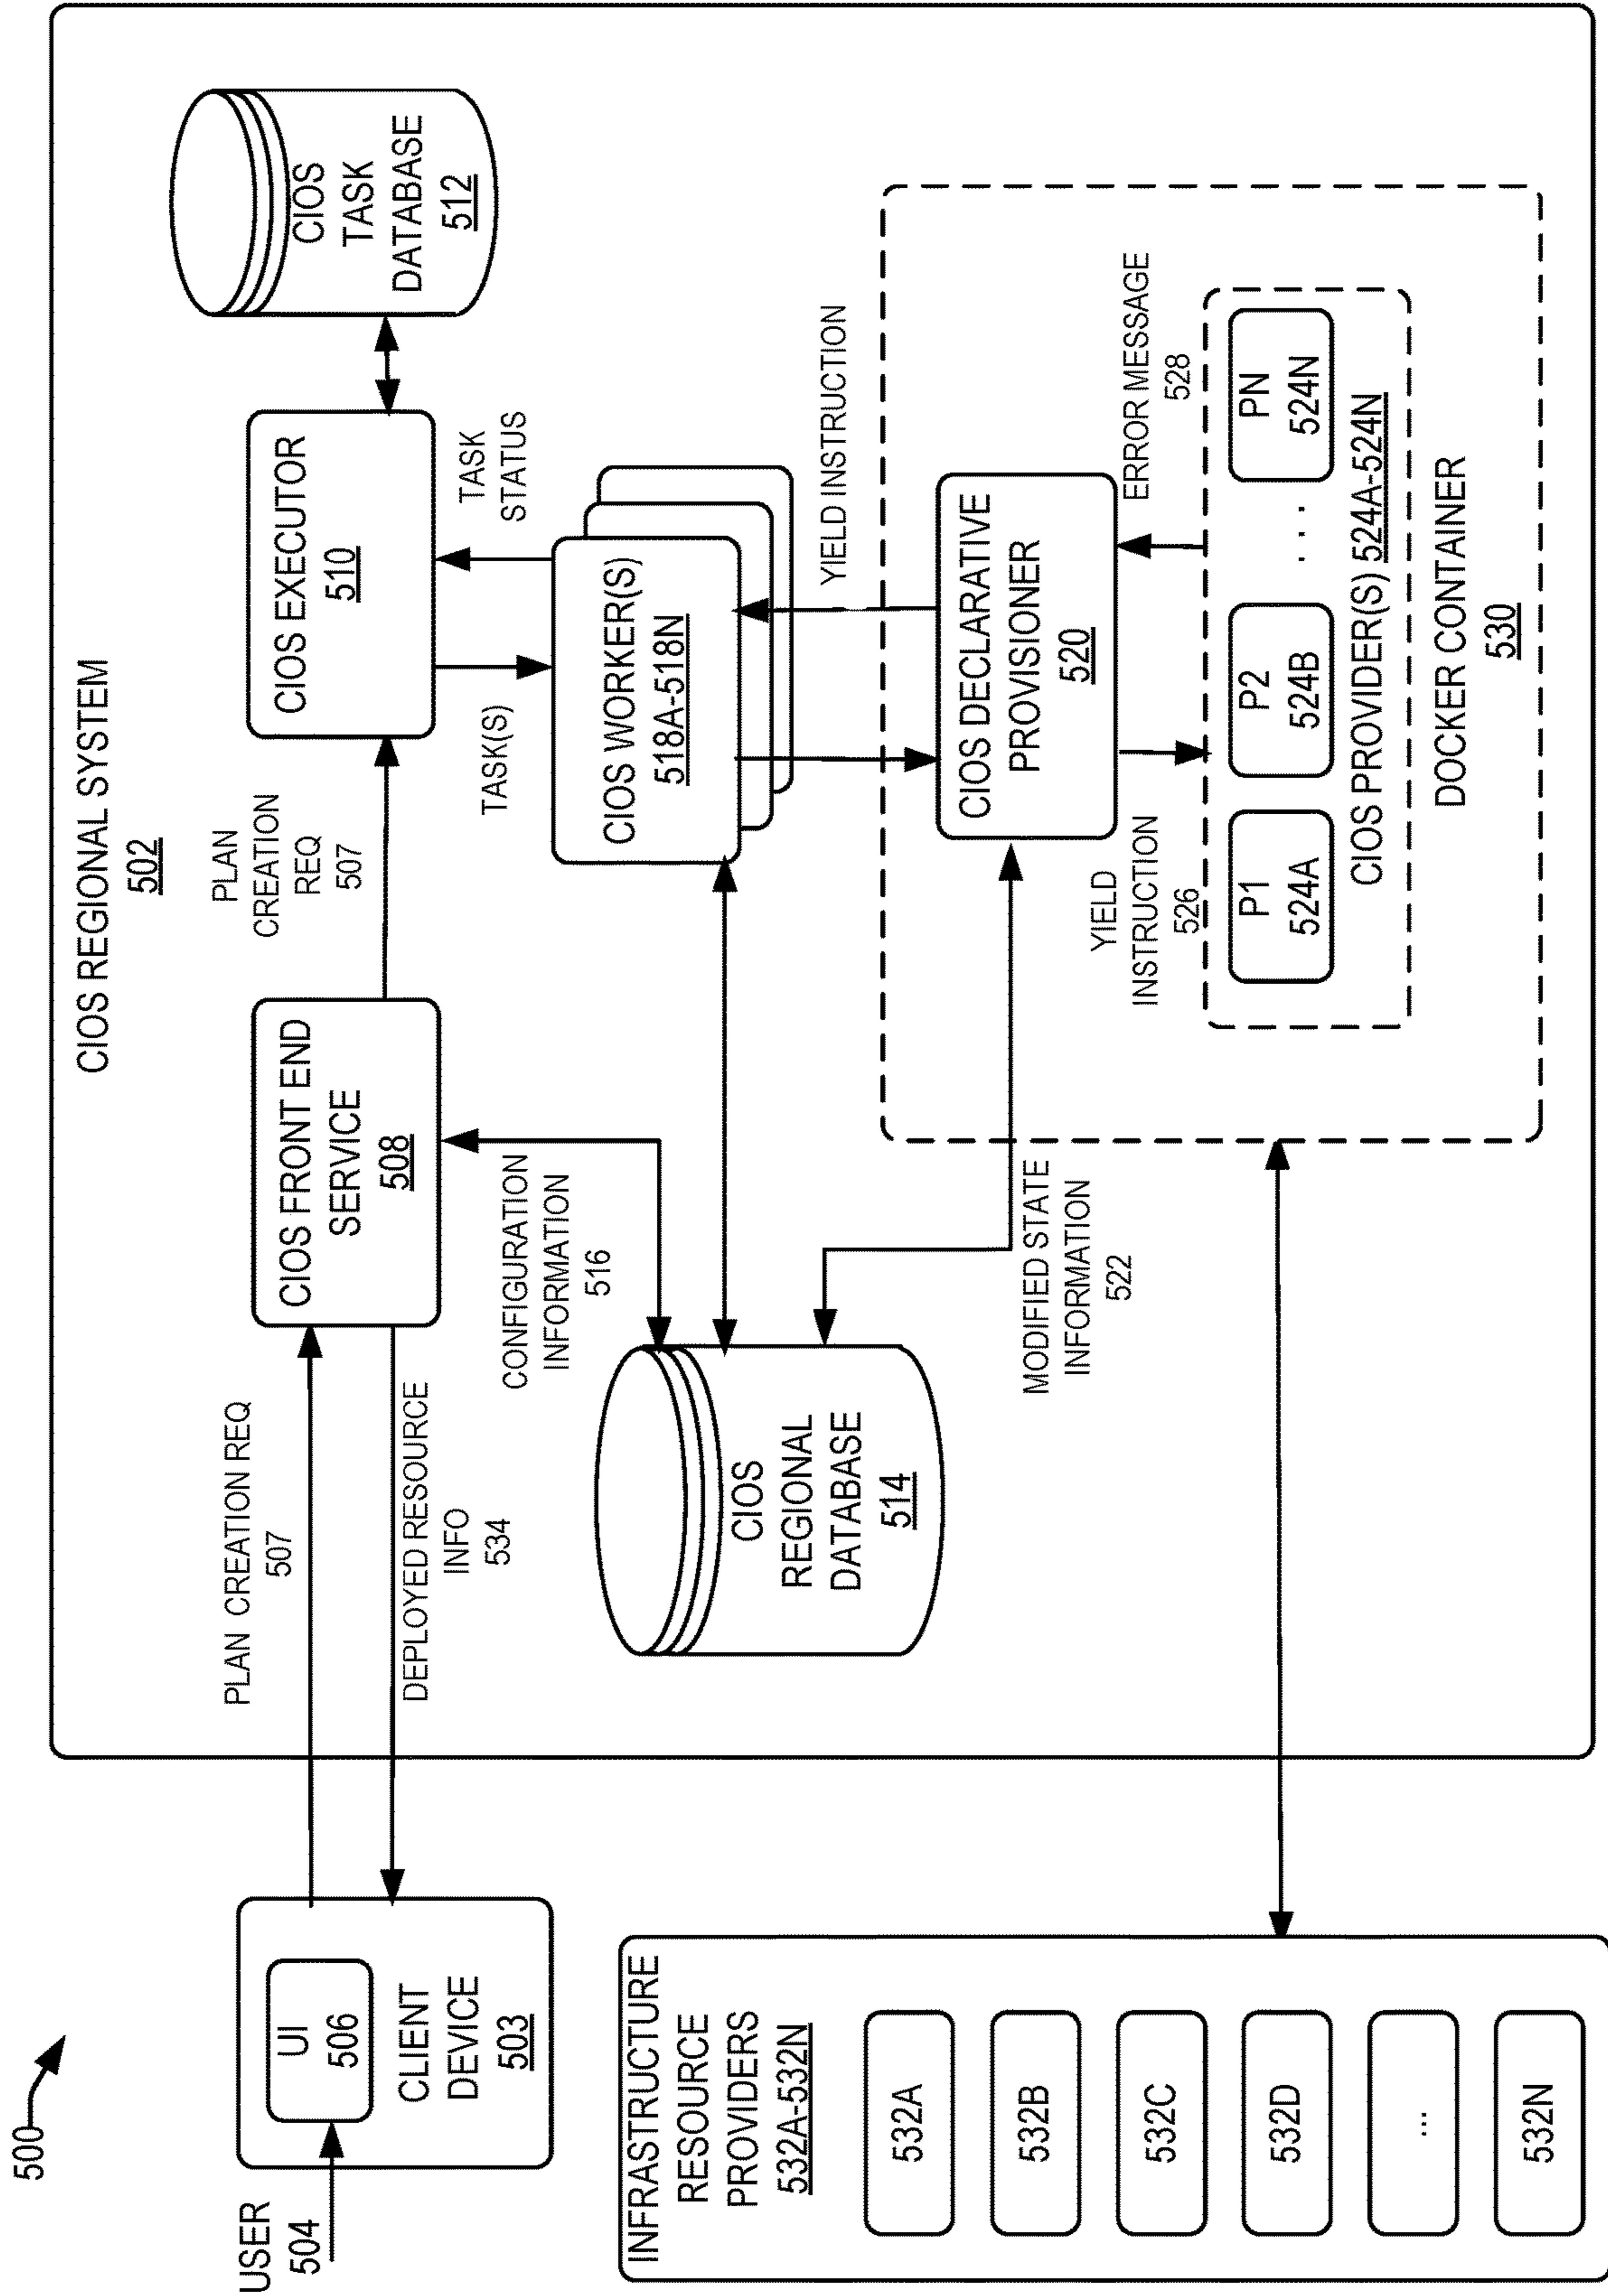 500
CIOS REGIONAL SYSTEM
502
USER
504
UI
506
CLIENT
DEVICE
503
PLAN CREATION REQ
507
DEPLOYED RESOURCE
INFO
534
CIOS FRONT END
SERVICE
508
PLAN
CREATION
REQ
507
CIOS EXECUTOR
510
CIOS
TASK
DATABASE
512
CONFIGURATION
INFORMATION
516
TASK(S)
TASK
STATUS
CIOS WORKER(S)
518A-518N
CIOS
REGIONAL
DATABASE
514
YIELD INSTRUCTION
MODIFIED STATE
INFORMATION
522
CIOS DECLARATIVE
PROVISIONER
520
YIELD
INSTRUCTION
526
ERROR MESSAGE
528
P1
524A
P2
524B
...
PN
524N
CIOS PROVIDER(S) 524A-524N
DOCKER CONTAINER
530
INFRASTRUCTURE
RESOURCE
PROVIDERS
532A-532N
532A
532B
532C
532D
...
532N